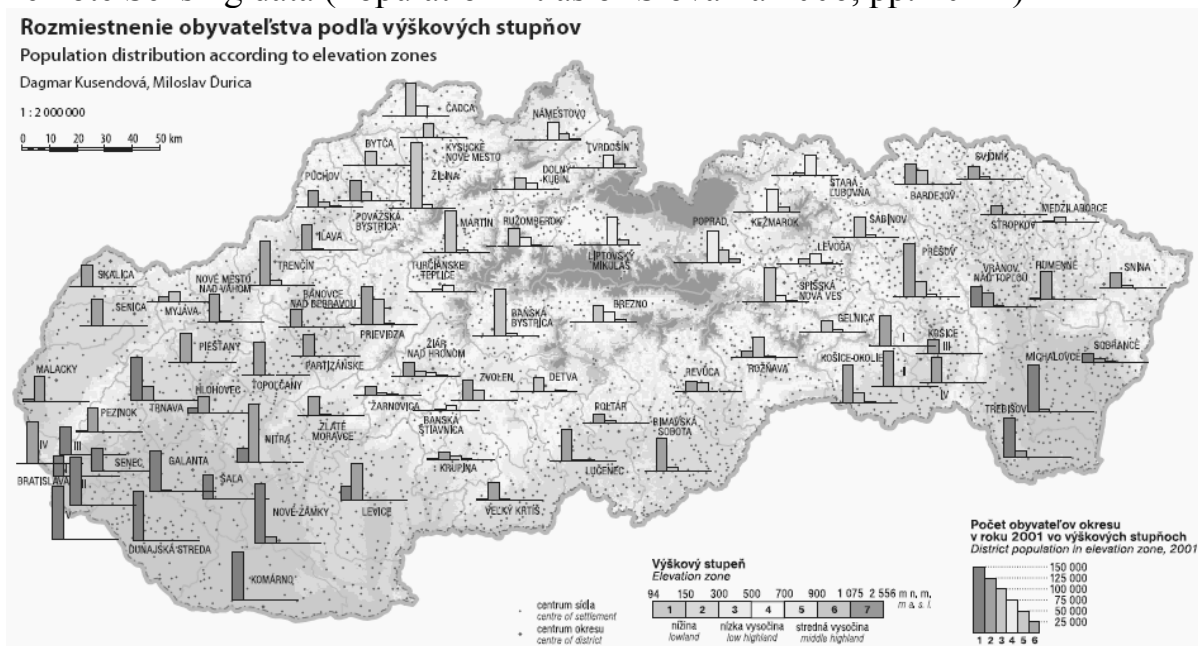 Rozmiestnenie obyvateľstva podľa výškových stupňov
Population distribution according to elevation zones
Dagmar Kusendová, Miloslav Ďurica
1 : 2 000 000
0 10 20 30 40 50 km
ČADCA
NÁMESTOVO
BYTČA
KYSUCKÉ
NOVÉ MESTO
TVRDOŠÍN
SVIDNÍK
PÚCHOV
ŽILINA
DOLNÝ
KUBÍN
STARÁ
ĽUBOVŇA
BARDEJOV
POVAŽSKÁ
BYSTRICA
MARTIN
RUŽOMBEROK
POPRAD
KEŽMAROK
SABINOV
STROPKOV
MEDZILABORCE
ILAVA
LIPTOVSKÝ
MIKULÁŠ
LEVOČA
PREŠOV
TRENČÍN
TURČIANSKE
TEPLICE
SKALICA
NOVÉ MESTO
NAD VÁHOM
SPIŠSKÁ
NOVÁ VES
VRANOV
NAD TOPĽOU
HUMENNÉ
SNINA
SENICA
MYJAVA
BÁNOVCE
NAD BEBRAVOU
PRIEVIDZA
BANSKÁ
BYSTRICA
BREZNO
GELNICA
KOŠICE
I
III
PIEŠŤANY
PARTIZÁNSKE
ŽIAR
NAD HRONOM
KOŠICE-OKOLIE
II
IV
MICHALOVCE
SOBRANCE
MALACKY
TRNAVA
HLOHOVEC
TOPOĽČANY
ZVOLEN
DETVA
REVÚCA
ROŽŇAVA
PEZINOK
NITRA
ZLATÉ
MORAVCE
ŽARNOVICA
BANSKÁ
ŠTIAVNICA
POLTÁR
RIMAVSKÁ
SOBOTA
TREBIŠOV
IV
III
SENEC
GALANTA
ŠAĽA
KRUPINA
LUČENEC
BRATISLAVA
I
II
V
NOVÉ ZÁMKY
LEVICE
VEĽKÝ KRTÍŠ
DUNAJSKÁ STREDA
KOMÁRNO
centrum sídla
centre of settlement
centrum okresu
centre of district
Výškový stupeň
Elevation zone
94 150 300 500 700 900 1 075 2 556 m n. m.
m a. s. l.
1 2 3 4 5 6 7
nížina nízka vysočina stredná vysočina
lowland low highland middle highland
Počet obyvateľov okresu
v roku 2001 vo výškových stupňoch
District population in elevation zone, 2001
150 000
125 000
100 000
75 000
50 000
25 000
1 2 3 4 5 6